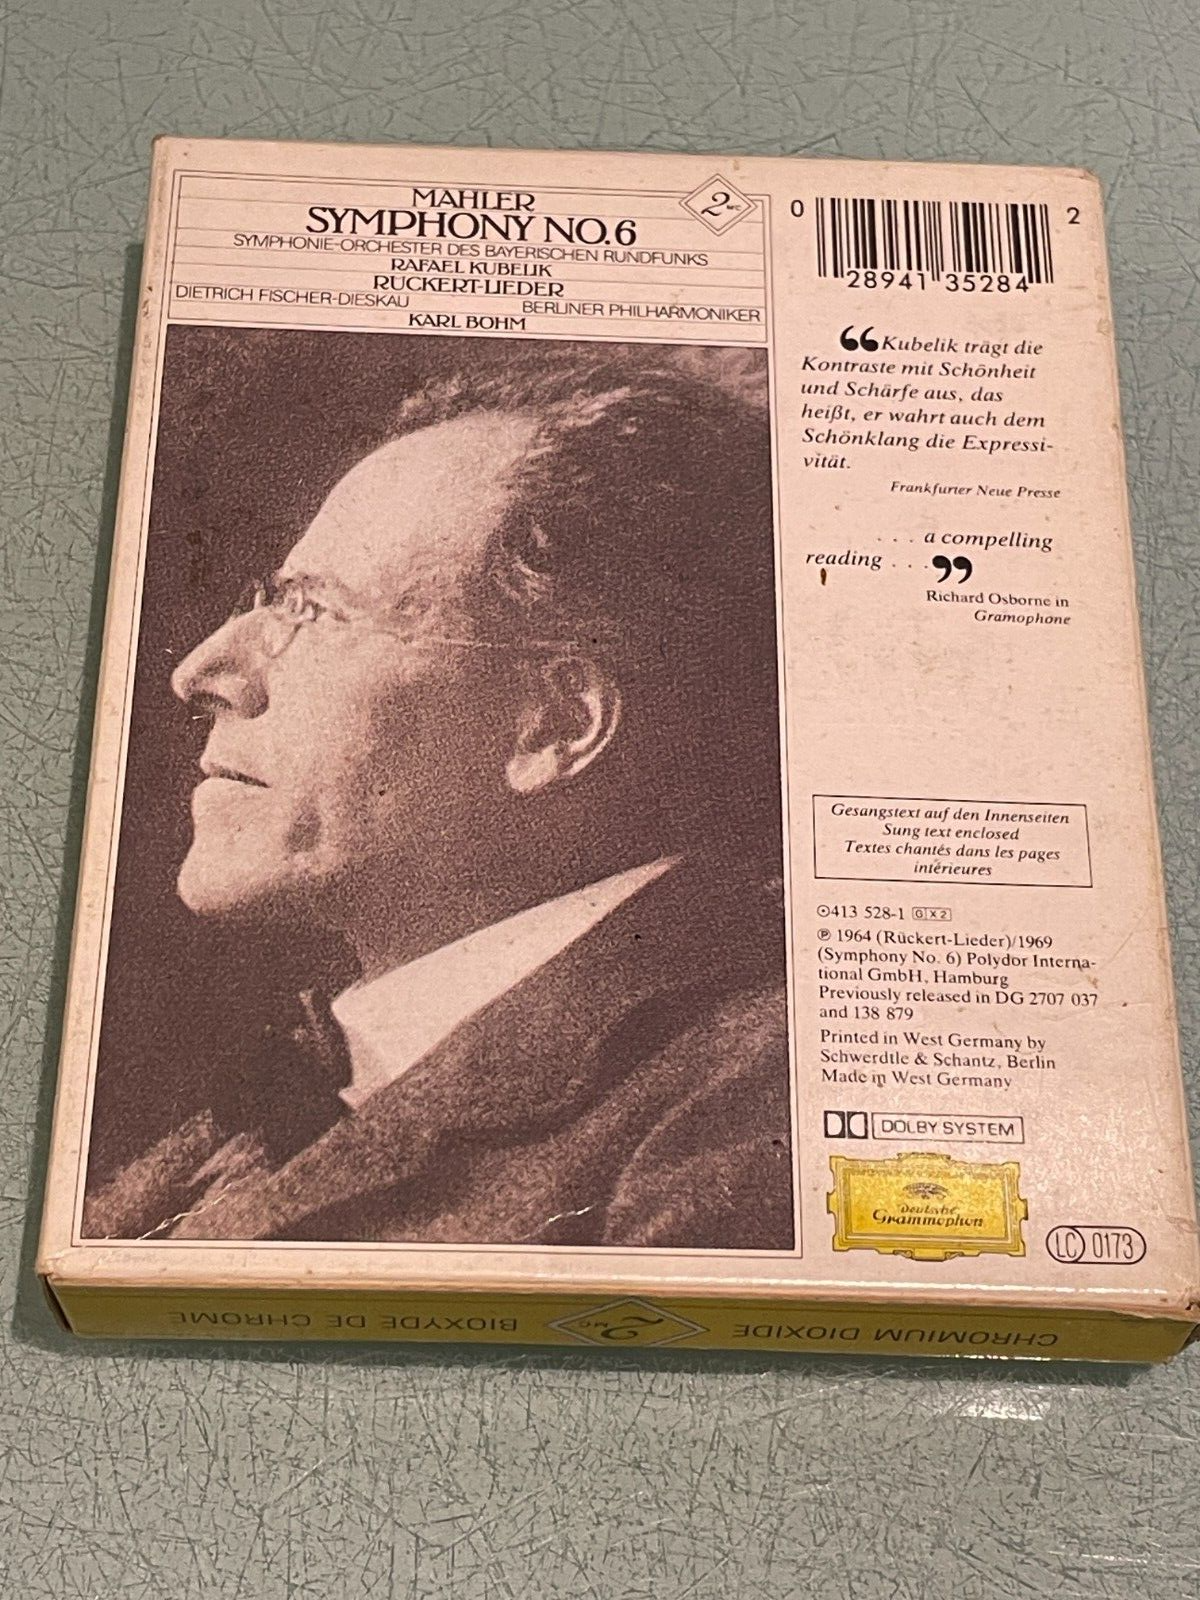 MAHLER
SYMPHONY NO.6
SYMPHONIE-ORCHESTER DES BAYERISCHEN RUNDFUNKS
RAFAEL KUBELIK
RÜCKERT-LIEDER
DIETRICH FISCHER-DIESKAU BERLINER PHILHARMONIKER
KARL BÖHM
2 MC
0 28941 35284 2
“Kubelik trägt die
Kontraste mit Schönheit
und Schärfe aus, das
heißt, er wahrt auch dem
Schönklang die Expressi-
vität.
Frankfurter Neue Presse
. . . a compelling
reading . . .”
Richard Osborne in
Gramophone
Gesangstext auf den Innenseiten
Sung text enclosed
Textes chantés dans les pages
intérieures
413 528-1 G X 2
℗ 1964 (Rückert-Lieder)/1969
(Symphony No. 6) Polydor Interna-
tional GmbH, Hamburg
Previously released in DG 2707 037
and 138 879
Printed in West Germany by
Schwerdtle & Schantz, Berlin
Made in West Germany
DOLBY SYSTEM
Deutsche
Grammophon
LC 0173
CHROMIUM DIOXIDE 2 MC BIOXYDE DE CHROME